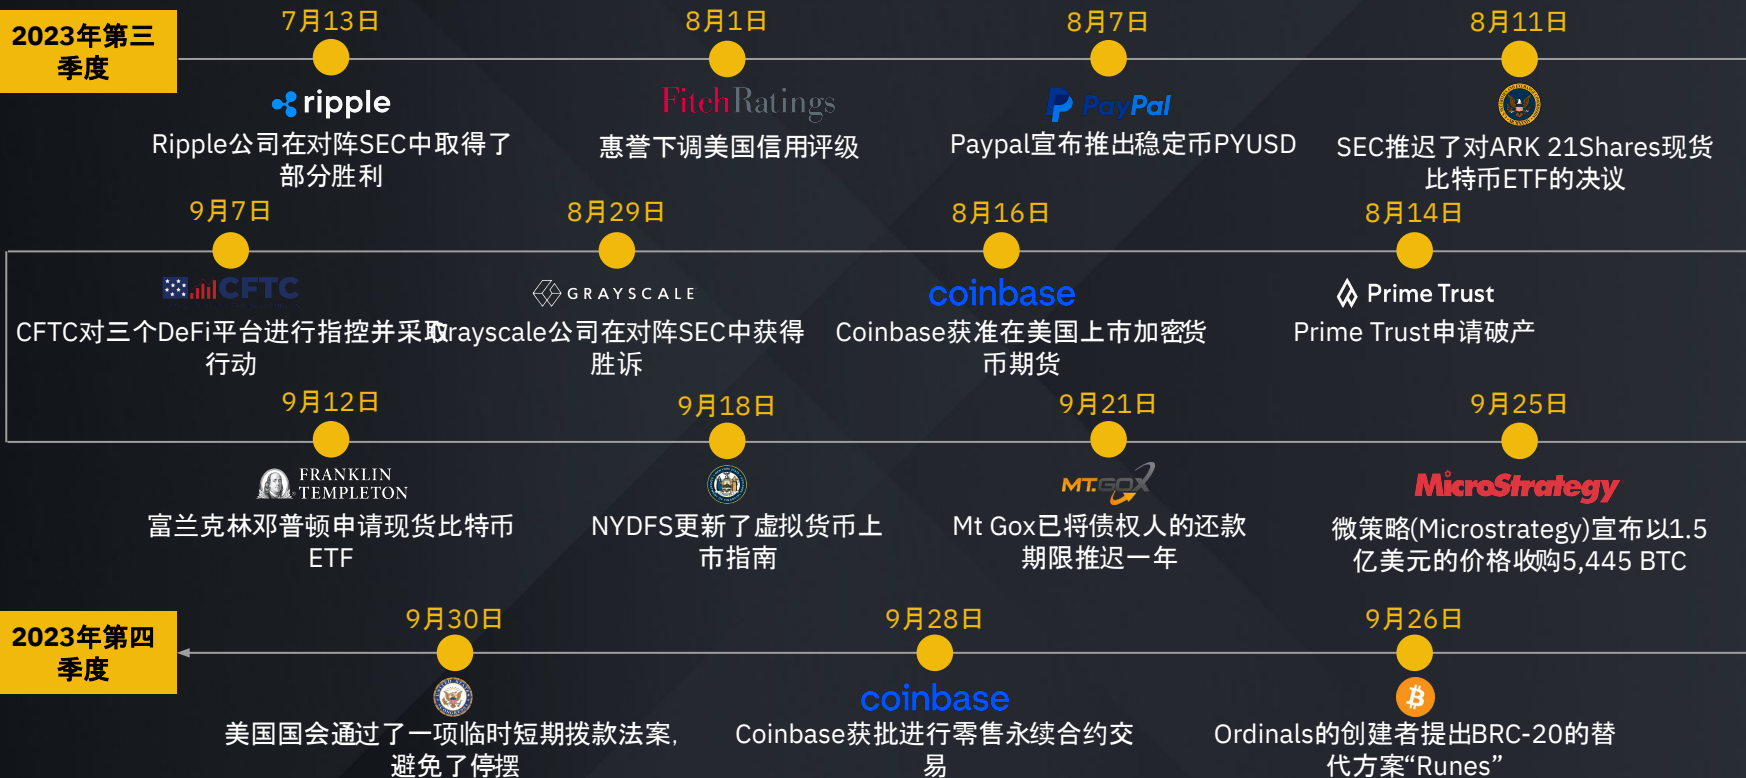 2023年第三
季度
7月13日
ripple
Ripple公司在对阵SEC中取得了
部分胜利
8月1日
FitchRatings
惠誉下调美国信用评级
8月7日
PayPal
Paypal宣布推出稳定币PYUSD
8月11日
SEC推迟了对ARK 21Shares现货
比特币ETF的决议
8月14日
Prime Trust
Prime Trust申请破产
8月16日
coinbase
Coinbase获准在美国上市加密货
币期货
8月29日
GRAYSCALE
Grayscale公司在对阵SEC中获得
胜诉
9月7日
CFTC
CFTC对三个DeFi平台进行指控并采取
行动
9月12日
FRANKLIN
TEMPLETON
富兰克林邓普顿申请现货比特币
ETF
9月18日
NYDFS更新了虚拟货币上
市指南
9月21日
MT.GOX
Mt Gox已将债权人的还款
期限推迟一年
9月25日
MicroStrategy
微策略(Microstrategy)宣布以1.5
亿美元的价格收购5,445 BTC
9月26日
Ordinals的创建者提出BRC-20的替
代方案“Runes”
9月28日
coinbase
Coinbase获批进行零售永续合约交
易
9月30日
美国国会通过了一项临时短期拨款法案,
避免了停摆
2023年第四
季度